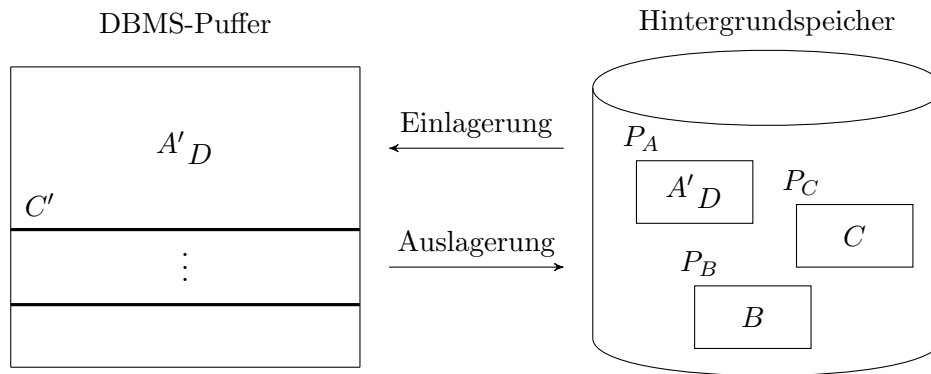 DBMS-Puffer
Hintergrundspeicher
A′ D
C′
⋮
Einlagerung
Auslagerung
P_A
A′ D
P_C
C
P_B
B